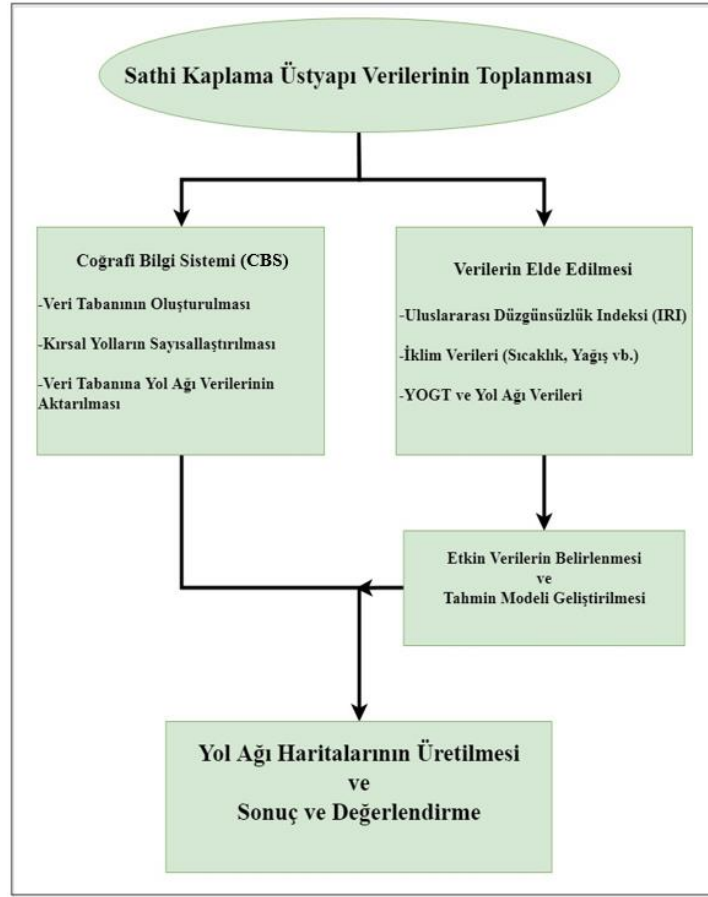 Sathi Kaplama Üstyapı Verilerinin Toplanması
Coğrafi Bilgi Sistemi (CBS)
-Veri Tabanının Oluşturulması
-Kırsal Yolların Sayısallaştırılması
-Veri Tabanına Yol Ağı Verilerinin
Aktarılması
Verilerin Elde Edilmesi
-Uluslararası Düzgünsüzlük Indeksi (IRI)
-İklim Verileri (Sıcaklık, Yağış vb.)
-YOGT ve Yol Ağı Verileri
Etkin Verilerin Belirlenmesi
ve
Tahmin Modeli Geliştirilmesi
Yol Ağı Haritalarının Üretilmesi
ve
Sonuç ve Değerlendirme